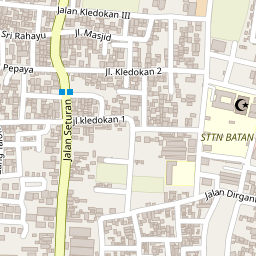 Jalan Kledokan III
Sri Rahayu
Jl. Masjid
Pepaya
Jl. Kledokan 2
Jl kledokan 1
Jalan Seturan
STTN BATAN
Jalan Dirgan